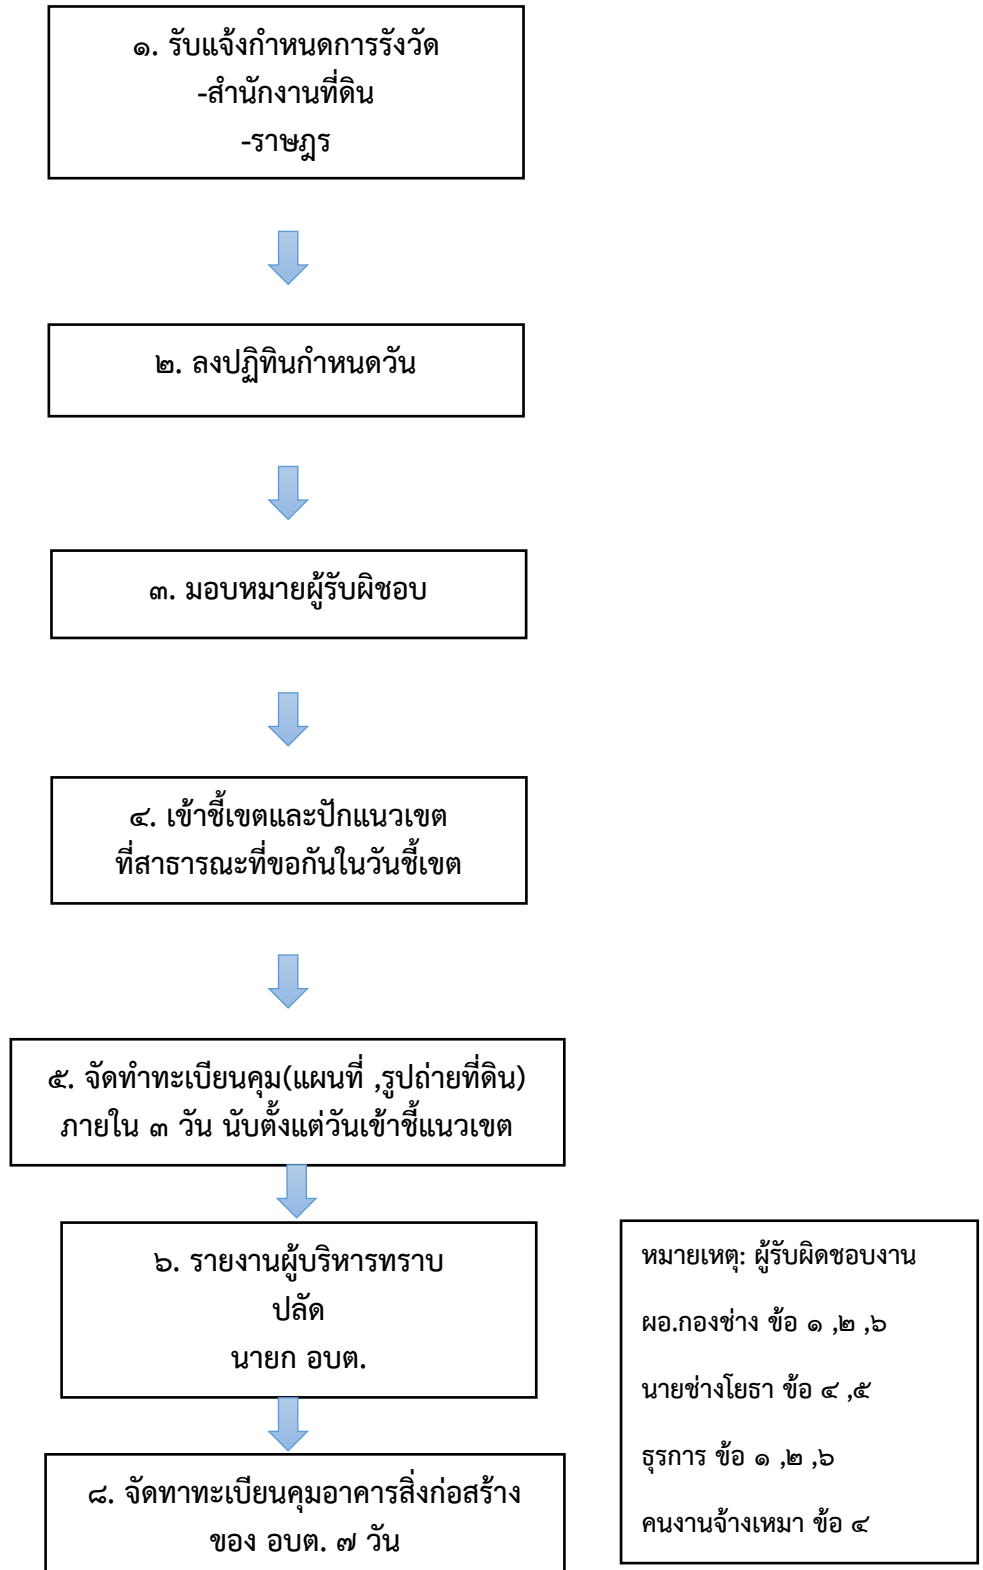 ๑. รับแจ้งกำหนดการรังวัด
-สำนักงานที่ดิน
-ราษฎร
๒. ลงปฏิทินกำหนดวัน
๓. มอบหมายผู้รับผิชอบ
๔. เข้าชี้เขตและปักแนวเขต
ที่สาธารณะที่ขอกันในวันชี้เขต
๕. จัดทำทะเบียนคุม(แผนที่ ,รูปถ่ายที่ดิน)
ภายใน ๓ วัน นับตั้งแต่วันเข้าชี้แนวเขต
๖. รายงานผู้บริหารทราบ
ปลัด
นายก อบต.
๘. จัดทาทะเบียนคุมอาคารสิ่งก่อสร้าง
ของ อบต. ๗ วัน
หมายเหตุ: ผู้รับผิดชอบงาน
ผอ.กองช่าง ข้อ ๑ ,๒ ,๖
นายช่างโยธา ข้อ ๔ ,๕
ธุรการ ข้อ ๑ ,๒ ,๖
คนงานจ้างเหมา ข้อ ๔